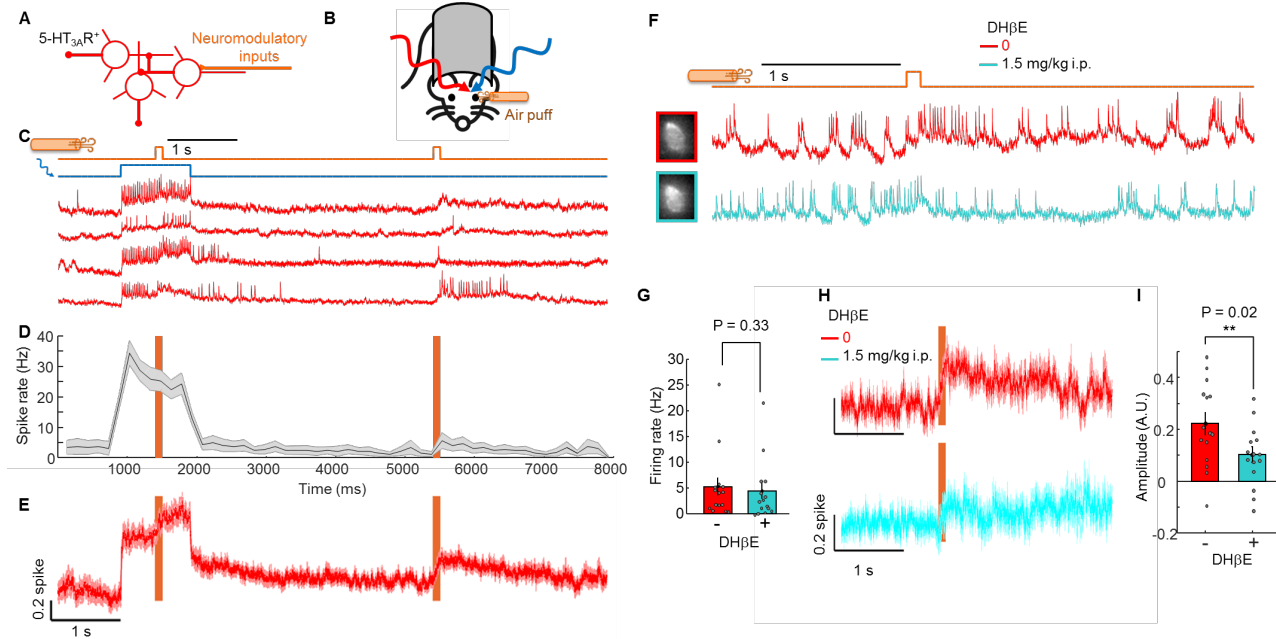 A
5-HT3AR+
Neuromodulatory
inputs
B
Air puff
C
1 s
D
40
30
20
10
0
Spike rate (Hz)
1000
2000
3000
4000
5000
6000
7000
8000
Time (ms)
E
0.2 spike
1 s
F
DHβE
0
1.5 mg/kg i.p.
1 s
G
P = 0.33
30
25
20
15
10
5
0
Firing rate (Hz)
-
+
DHβE
H
DHβE
0
1.5 mg/kg i.p.
0.2 spike
1 s
I
P = 0.02
**
0.4
0.2
0
-0.2
Amplitude (A.U.)
-
+
DHβE